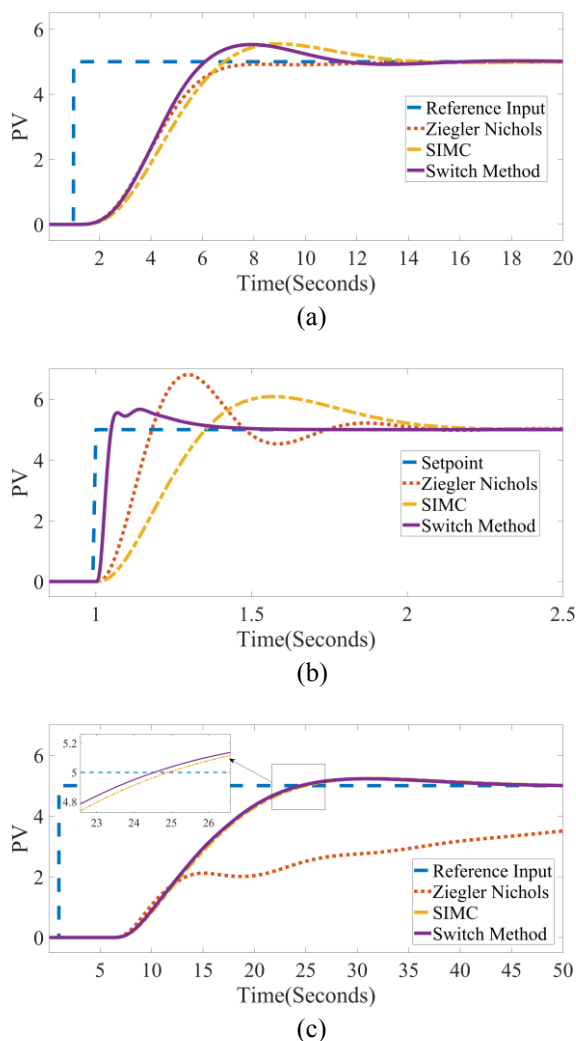 PV
6
4
2
0
Reference Input
Ziegler Nichols
SIMC
Switch Method
2 4 6 8 10 12 14 16 18 20
Time(Seconds)
(a)
PV
6
4
2
0
Setpoint
Ziegler Nichols
SIMC
Switch Method
1 1.5 2 2.5
Time(Seconds)
(b)
PV
6
4
2
0
5.2
5
4.8
23 24 25 26
Reference Input
Ziegler Nichols
SIMC
Switch Method
5 10 15 20 25 30 35 40 45 50
Time(Seconds)
(c)